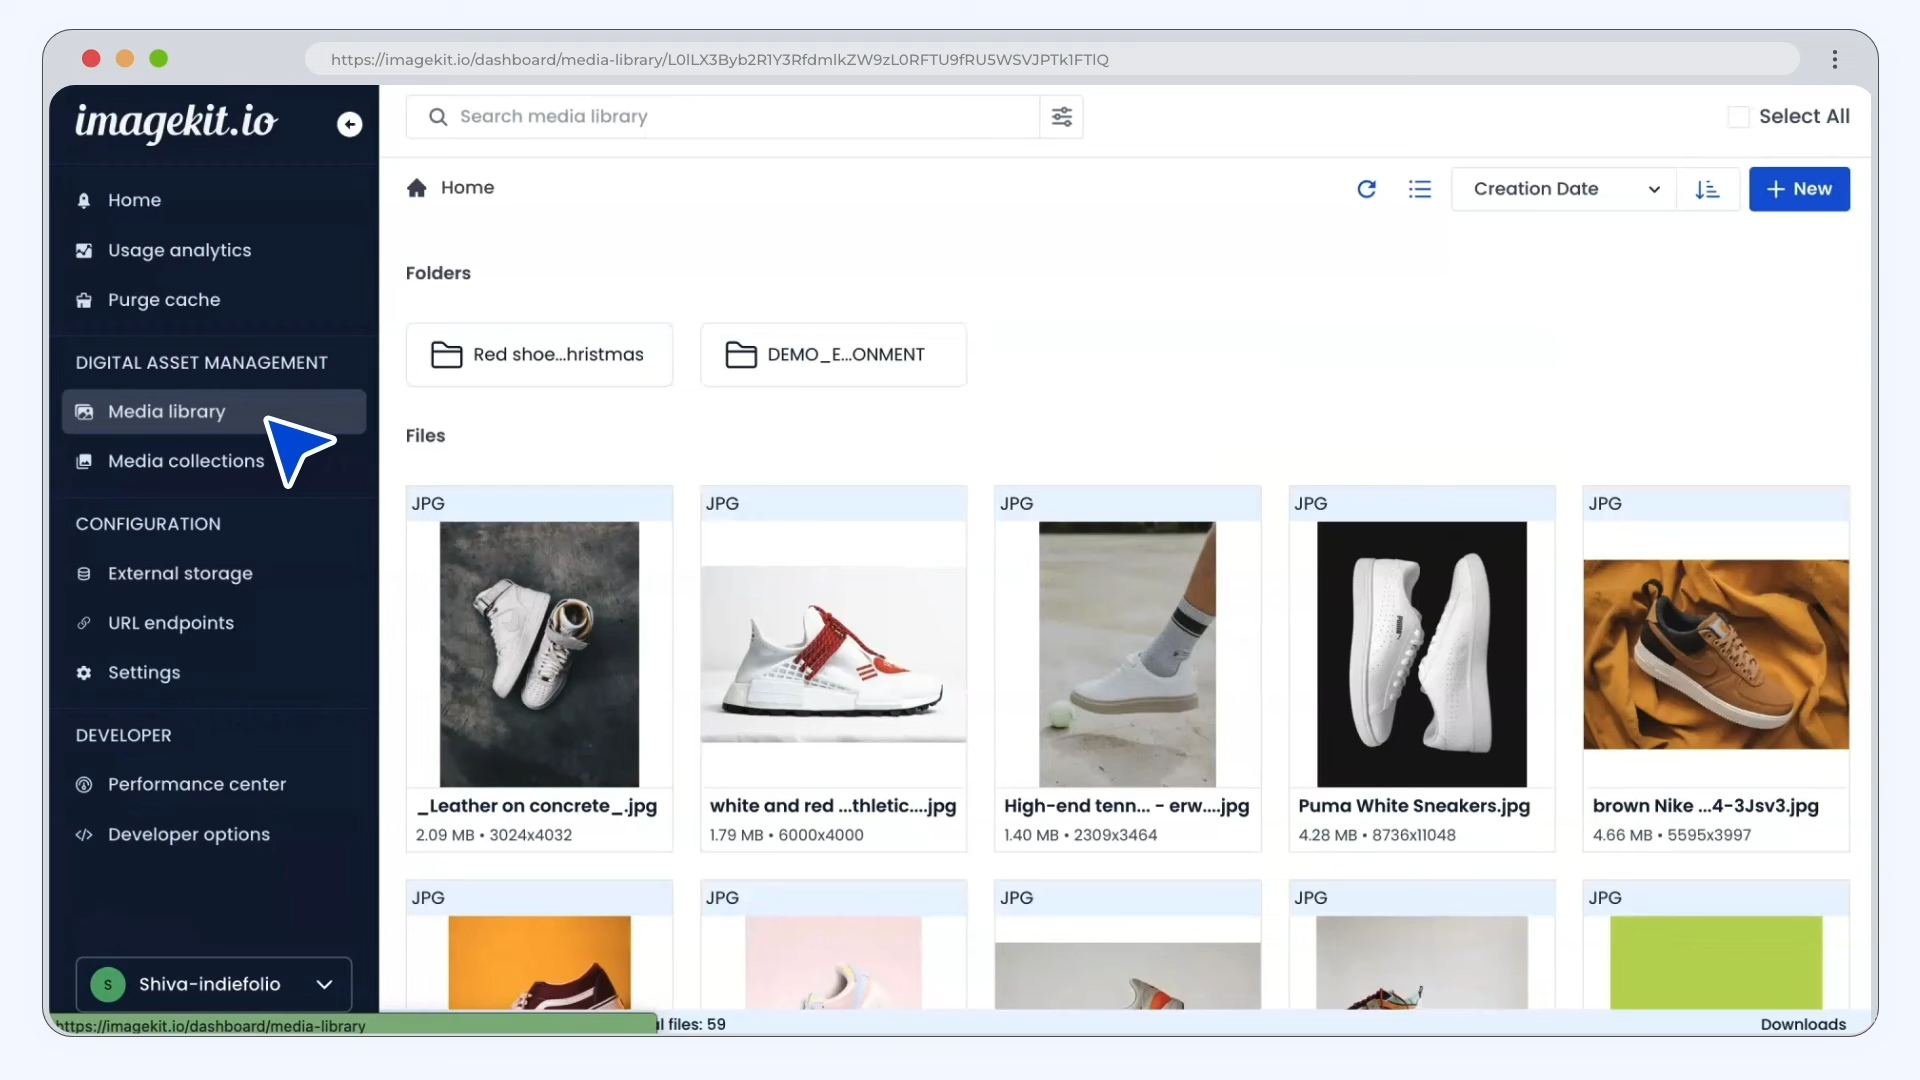 https://imagekit.io/dashboard/media-library/L0lLX3Byb2R1Y3RfdmlkZW9zL0RFTU9fRU5WSVJPTk1FTlQ
imagekit.io
Search media library
Select All
Home
Usage analytics
Purge cache
DIGITAL ASSET MANAGEMENT
Media library
Media collections
CONFIGURATION
External storage
URL endpoints
Settings
DEVELOPER
Performance center
Developer options
S Shiva-indiefolio
https://imagekit.io/dashboard/media-library
Home
Creation Date
+ New
Folders
Red shoe...hristmas
DEMO_E...ONMENT
Files
JPG
_Leather on concrete_.jpg
2.09 MB • 3024x4032
JPG
white and red ...thletic....jpg
1.79 MB • 6000x4000
JPG
High-end tenn... - erw....jpg
1.40 MB • 2309x3464
JPG
PUMA
Puma White Sneakers.jpg
4.28 MB • 8736x11048
JPG
brown Nike ...4-3Jsv3.jpg
4.66 MB • 5595x3997
JPG
JPG
JPG
JPG
JPG
l files: 59
Downloads